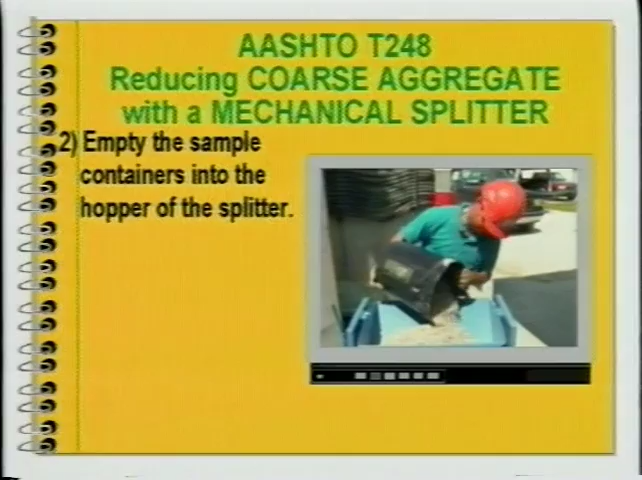 AASHTO T248
Reducing COARSE AGGREGATE
with a MECHANICAL SPLITTER
2) Empty the sample
containers into the
hopper of the splitter.